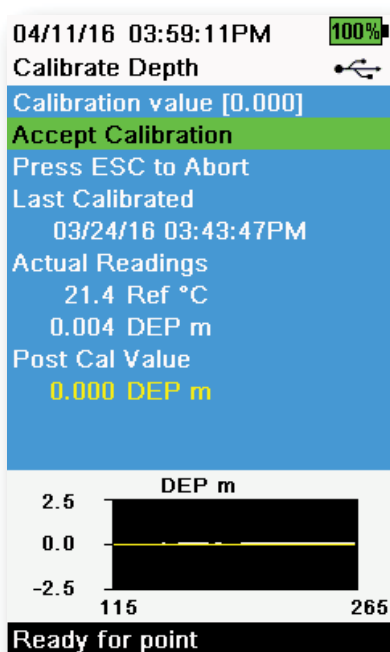 04/11/16 03:59:11PM 100%
Calibrate Depth
Calibration value [0.000]
Accept Calibration
Press ESC to Abort
Last Calibrated
03/24/16 03:43:47PM
Actual Readings
21.4 Ref °C
0.004 DEP m
Post Cal Value
0.000 DEP m
DEP m
2.5
0.0
-2.5
115 265
Ready for point